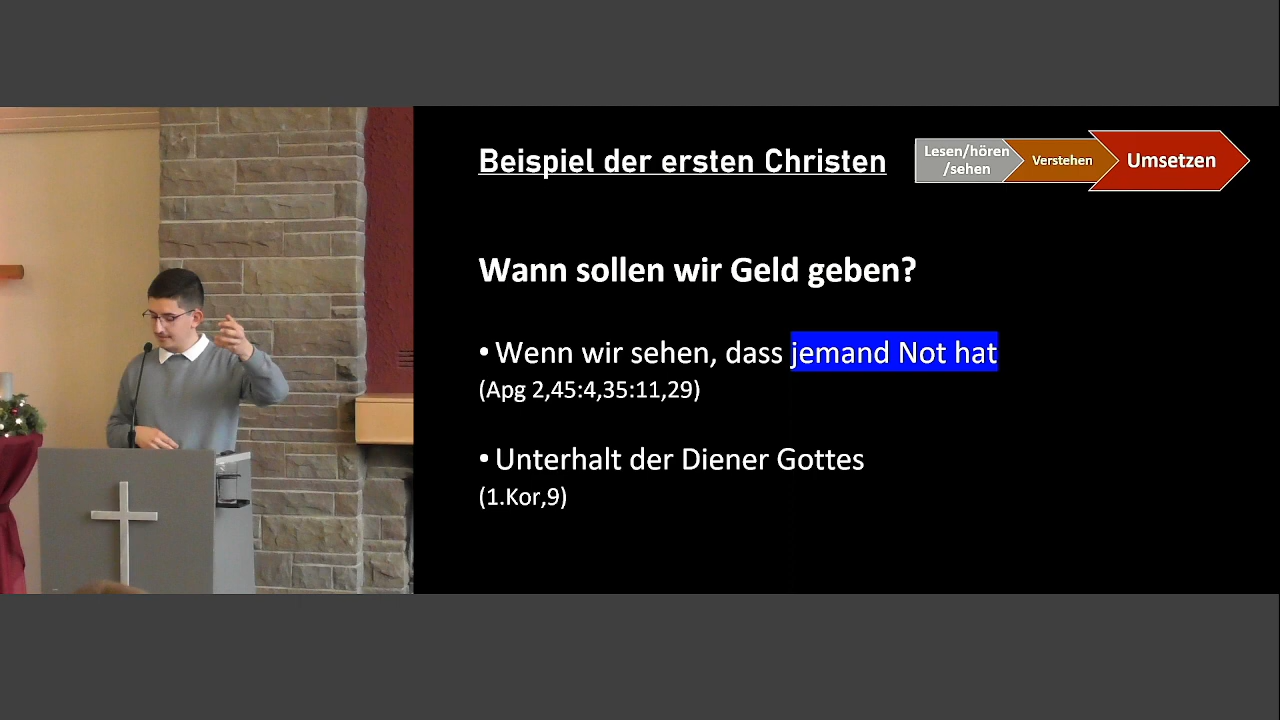 Beispiel der ersten Christen
Lesen/hören
/sehen
Verstehen
Umsetzen
Wann sollen wir Geld geben?
• Wenn wir sehen, dass jemand Not hat
(Apg 2,45:4,35:11,29)
• Unterhalt der Diener Gottes
(1.Kor,9)